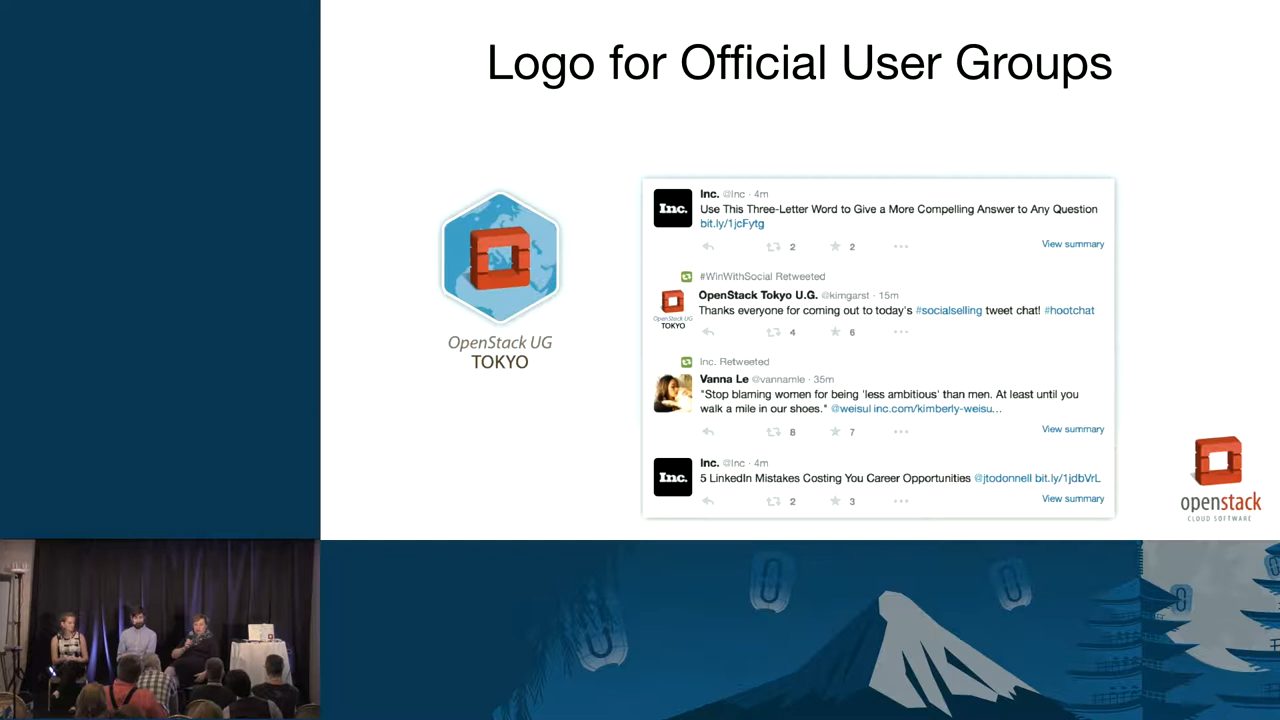 Logo for Official User Groups
OpenStack UG
TOKYO
Inc.
Inc. @Inc · 4m
Use This Three-Letter Word to Give a More Compelling Answer to Any Question
bit.ly/1jcFytg
2 2
View summary
#WinWithSocial Retweeted
OpenStack Tokyo U.G. @kimgarst · 15m
Thanks everyone for coming out to today's #socialselling tweet chat! #hootchat
OpenStack UG
TOKYO
4 6
Inc. Retweeted
Vanna Le @vannamle · 35m
"Stop blaming women for being 'less ambitious' than men. At least until you
walk a mile in our shoes." @weisul inc.com/kimberly-weisu...
8 7
View summary
Inc.
Inc. @Inc · 4m
5 LinkedIn Mistakes Costing You Career Opportunities @jtodonnell bit.ly/1jdbVrL
2 3
View summary
openstack
CLOUD SOFTWARE